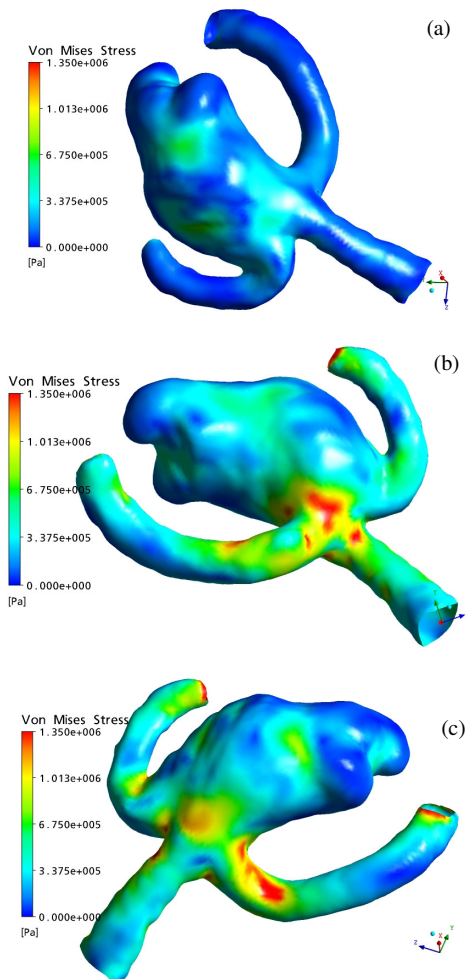 (a)
Von Mises Stress
1.350e+006
1.013e+006
6.750e+005
3.375e+005
0.000e+000
[Pa]
X
Z
(b)
Von Mises Stress
1.350e+006
1.013e+006
6.750e+005
3.375e+005
0.000e+000
[Pa]
Y
(c)
Von Mises Stress
1.350e+006
1.013e+006
6.750e+005
3.375e+005
0.000e+000
[Pa]
Y
X
Z